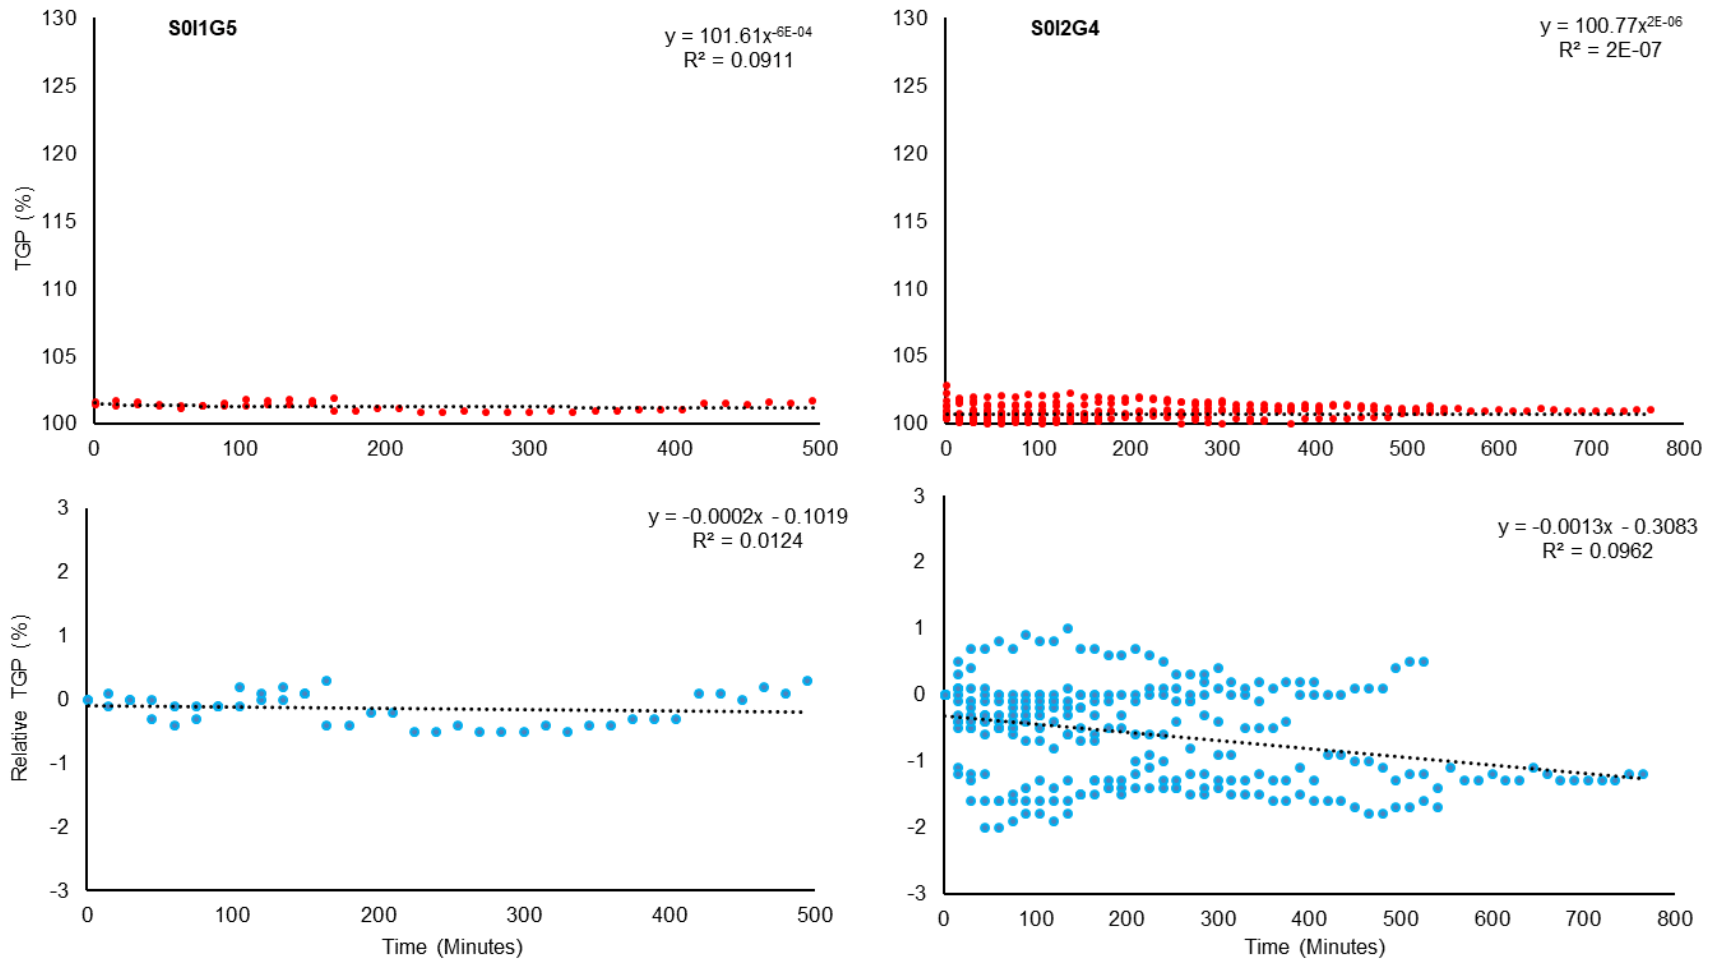 S0I1G5
y = 101.61x^-6E-04
R² = 0.0911
TGP (%)
130
125
120
115
110
105
100
0 100 200 300 400 500
S0I2G4
y = 100.77x^2E-06
R² = 2E-07
130
125
120
115
110
105
100
0 100 200 300 400 500 600 700 800
y = -0.0002x - 0.1019
R² = 0.0124
Relative TGP (%)
3
2
1
0
-1
-2
-3
0 100 200 300 400 500
Time (Minutes)
y = -0.0013x - 0.3083
R² = 0.0962
3
2
1
0
-1
-2
-3
0 100 200 300 400 500 600 700 800
Time (Minutes)